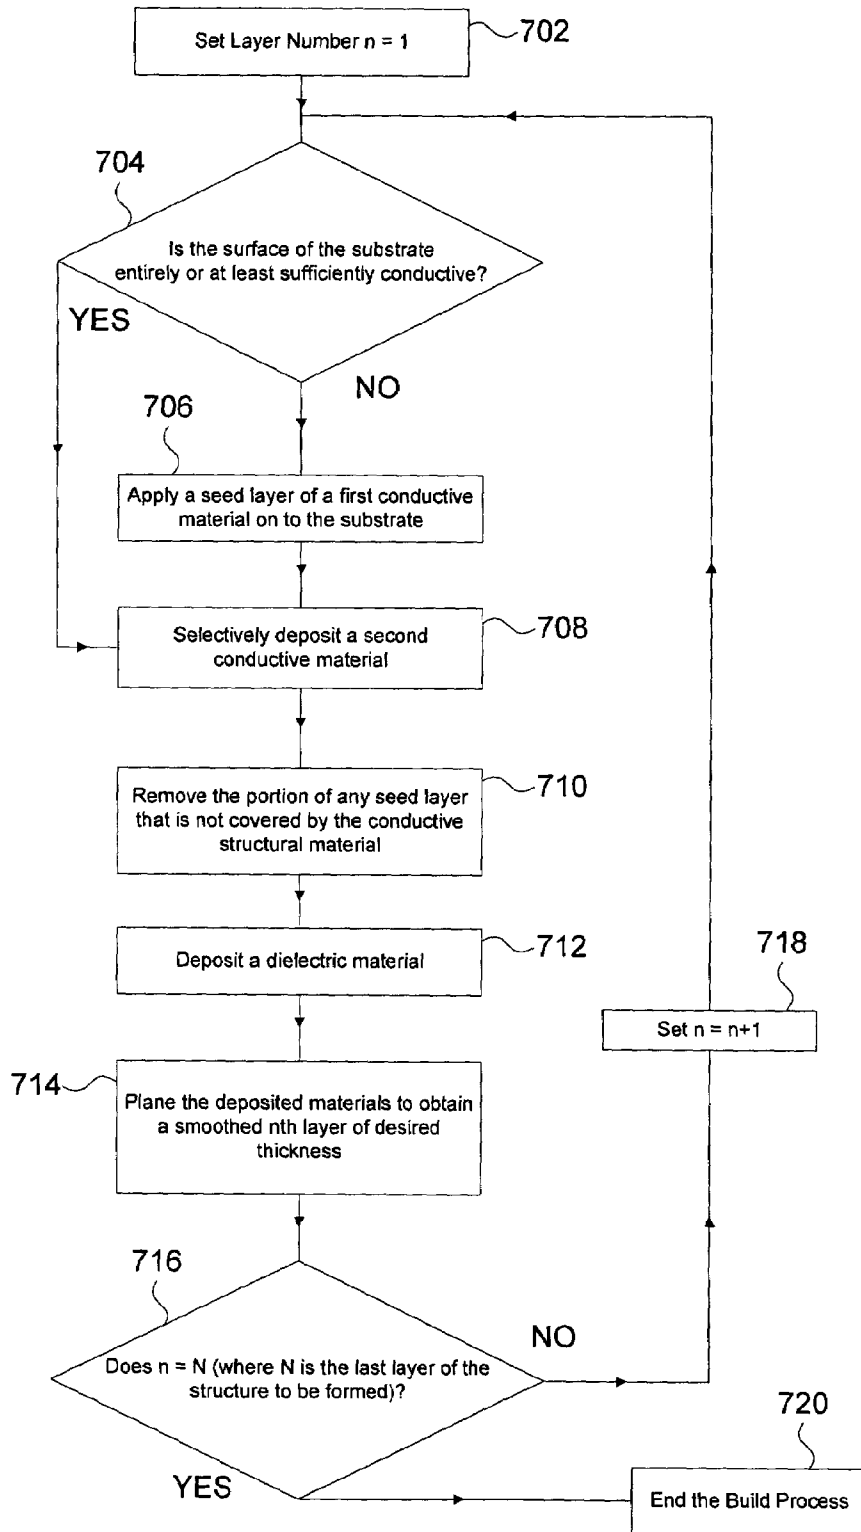 Set Layer Number n = 1
702
704
Is the surface of the substrate
entirely or at least sufficiently conductive?
YES
NO
706
Apply a seed layer of a first conductive
material on to the substrate
Selectively deposit a second
conductive material
708
Remove the portion of any seed layer
that is not covered by the conductive
structural material
710
Deposit a dielectric material
712
718
Set n = n+1
714
Plane the deposited materials to obtain
a smoothed nth layer of desired
thickness
716
Does n = N (where N is the last layer of the
structure to be formed)?
NO
YES
720
End the Build Process